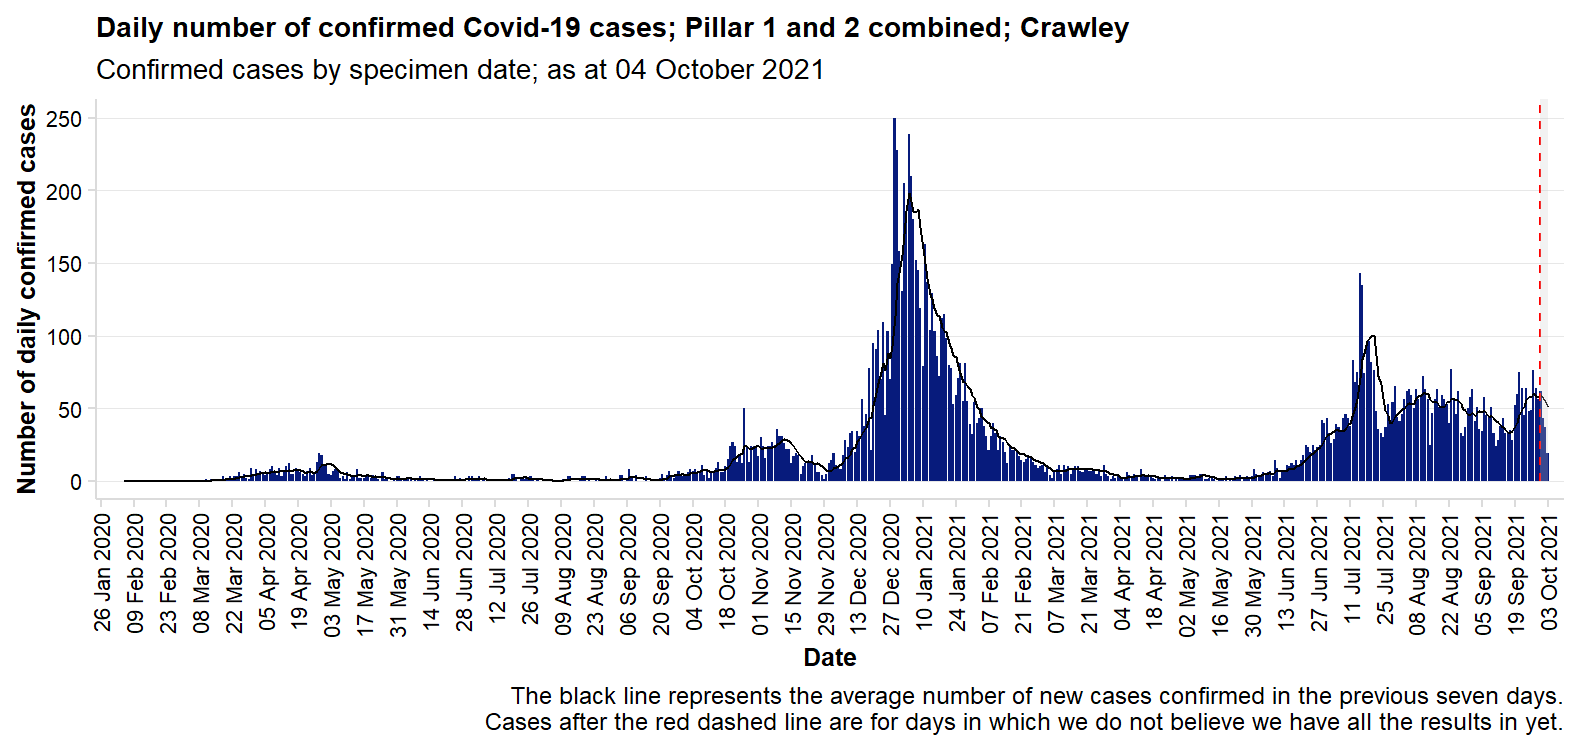 Daily number of confirmed Covid-19 cases; Pillar 1 and 2 combined; Crawley
Confirmed cases by specimen date; as at 04 October 2021
Number of daily confirmed cases
250
200
150
100
50
0
26 Jan 2020
09 Feb 2020
23 Feb 2020
08 Mar 2020
22 Mar 2020
05 Apr 2020
19 Apr 2020
03 May 2020
17 May 2020
31 May 2020
14 Jun 2020
28 Jun 2020
12 Jul 2020
26 Jul 2020
09 Aug 2020
23 Aug 2020
06 Sep 2020
20 Sep 2020
04 Oct 2020
18 Oct 2020
01 Nov 2020
15 Nov 2020
29 Nov 2020
13 Dec 2020
27 Dec 2020
10 Jan 2021
24 Jan 2021
07 Feb 2021
21 Feb 2021
07 Mar 2021
21 Mar 2021
04 Apr 2021
18 Apr 2021
02 May 2021
16 May 2021
30 May 2021
13 Jun 2021
27 Jun 2021
11 Jul 2021
25 Jul 2021
08 Aug 2021
22 Aug 2021
05 Sep 2021
19 Sep 2021
03 Oct 2021
Date
The black line represents the average number of new cases confirmed in the previous seven days.
Cases after the red dashed line are for days in which we do not believe we have all the results in yet.